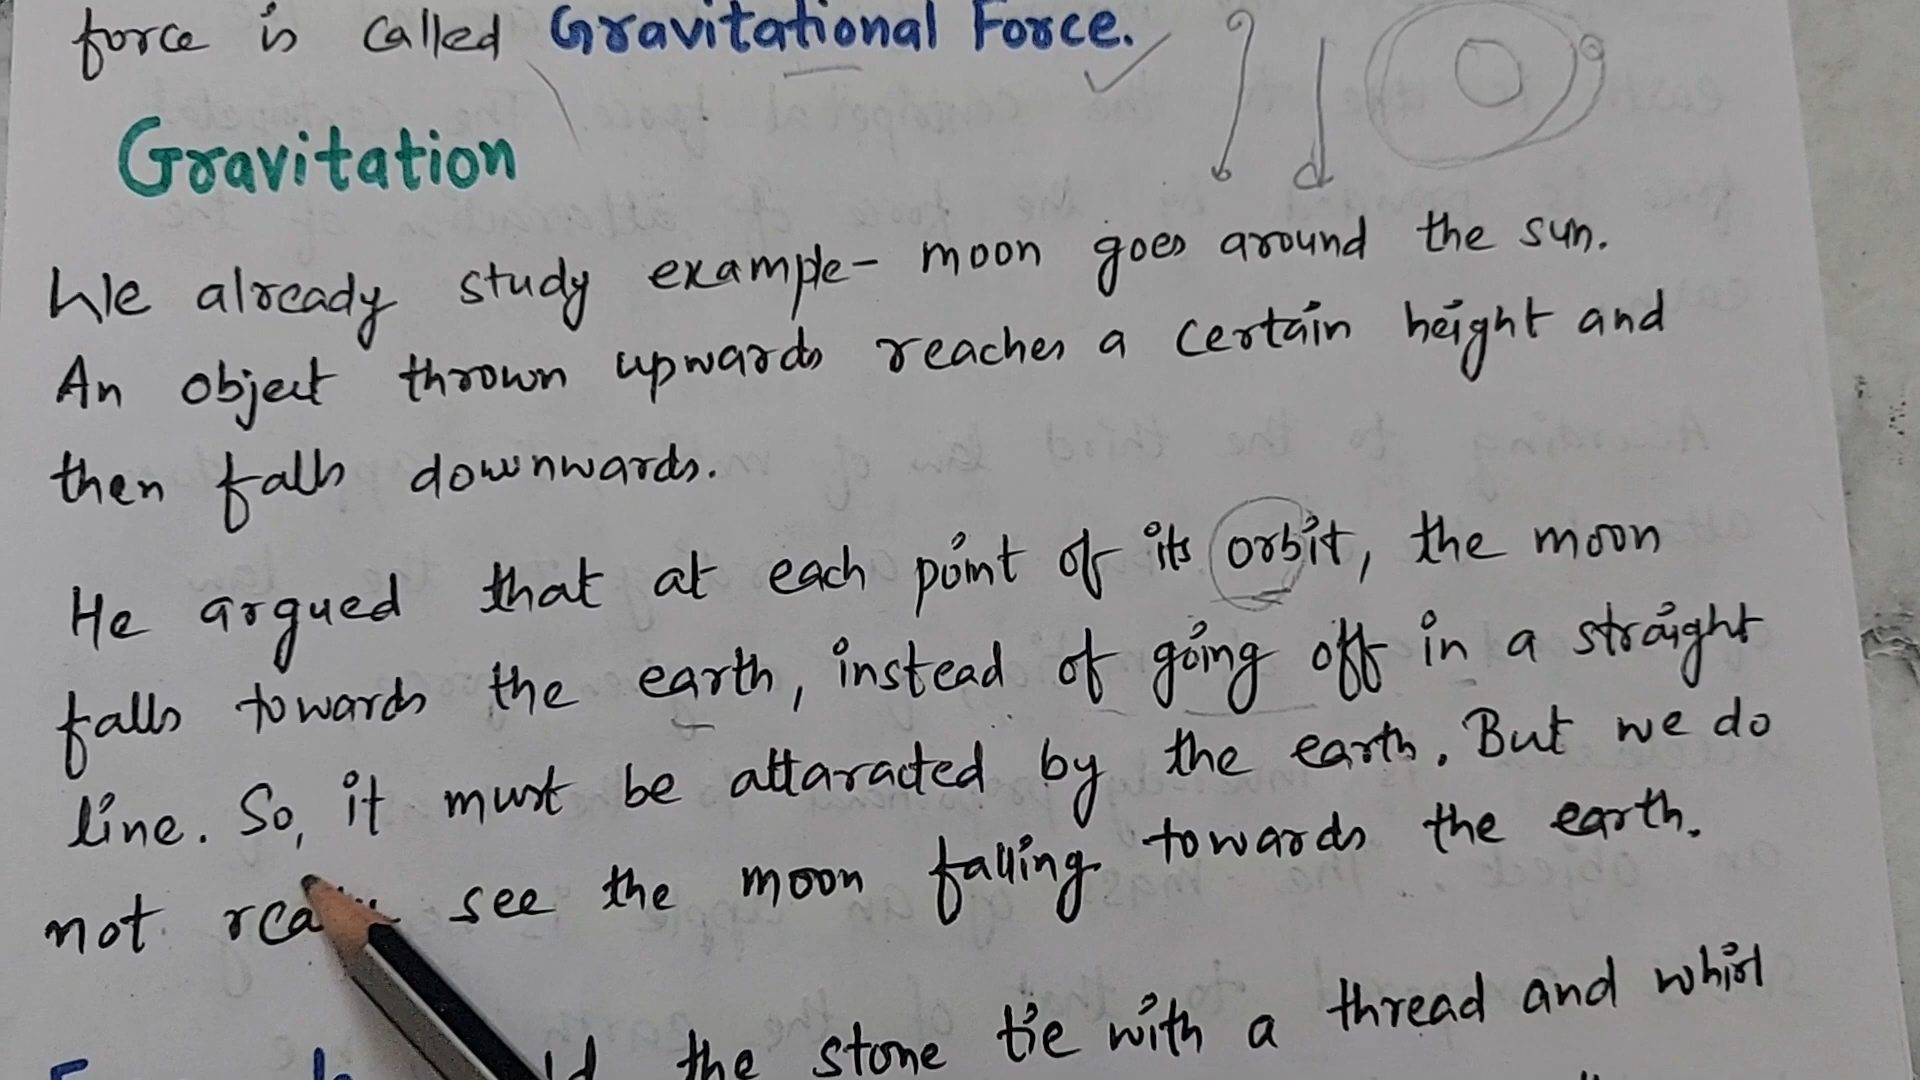 force is called Gravitational Force.
Gravitation
We already study example- moon goes around the sun.
An object thrown upwards reaches a certain height and
then falls downwards.
He argued that at each point of its orbit, the moon
falls towards the earth, instead of going off in a straight
line. So, it must be attaracted by the earth. But we do
not see the moon falling towards the earth.
the stone tie with a thread and whirl